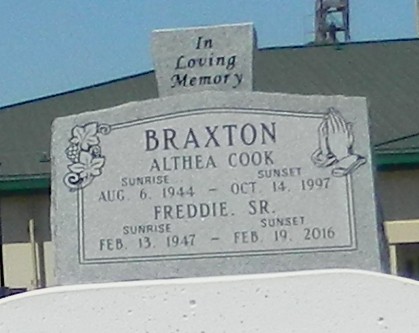 In
Loving
Memory
BRAXTON
ALTHEA COOK
SUNRISE SUNSET
AUG. 6. 1944 – OCT. 14. 1997
FREDDIE. SR.
SUNRISE SUNSET
FEB. 13. 1947 – FEB. 19. 2016